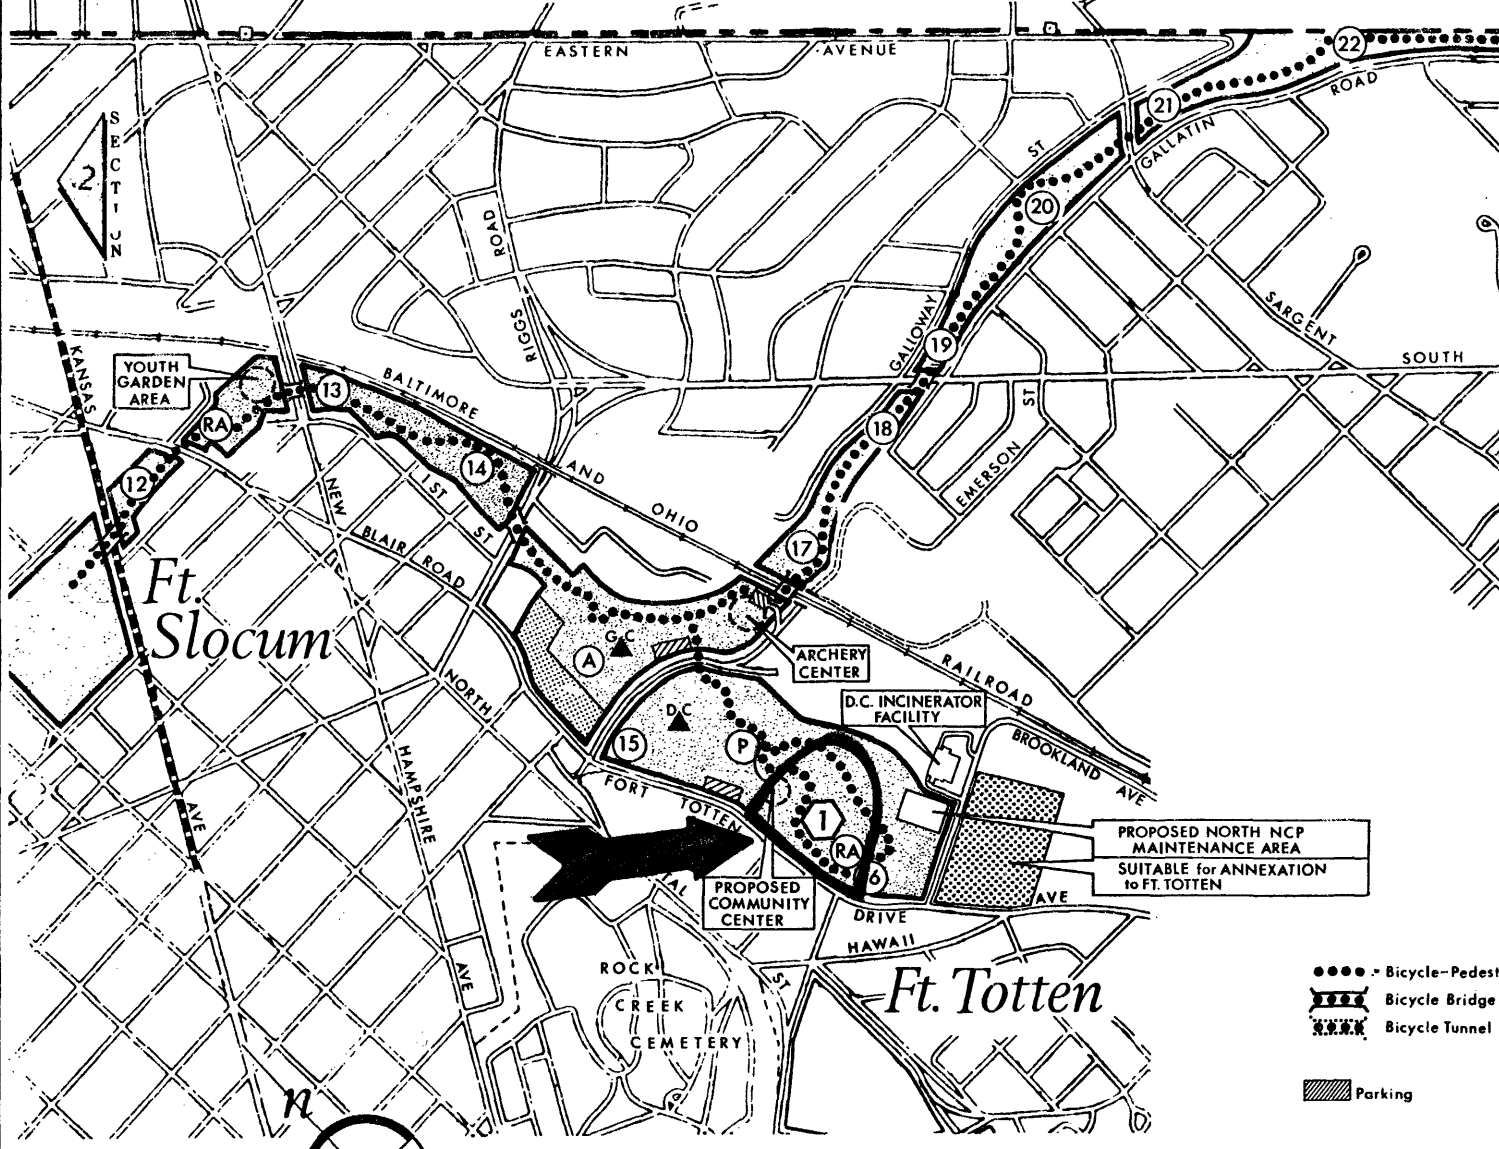 EASTERN
AVENUE
22
ROAD
21
GALLATIN
ST
20
SECTION
2
ROAD
RIGGS
GALLOWAY
19
SARGENT
SOUTH
KANSAS
YOUTH
GARDEN
AREA
RA
13
BALTIMORE
ST
18
EMERSON
12
14
AND
OHIO
1 ST
ST
NEW
BLAIR ROAD
17
Ft.
Slocum
G C
A
ARCHERY
CENTER
NORTH
RAILROAD
D.C. INCINERATOR
FACILITY
D C
15
P
BROOKLAND
AVE
HAMPSHIRE
FORT
TOTTEN
AVE
1
RA
6
PROPOSED NORTH NCP
MAINTENANCE AREA
SUITABLE for ANNEXATION
to FT. TOTTEN
PROPOSED
COMMUNITY
CENTER
DRIVE
AVE
HAWAII
AVE
ROCK
CREEK
CEMETERY
ST
Ft. Totten
Bicycle-Pedest
Bicycle Bridge
Bicycle Tunnel
Parking
n